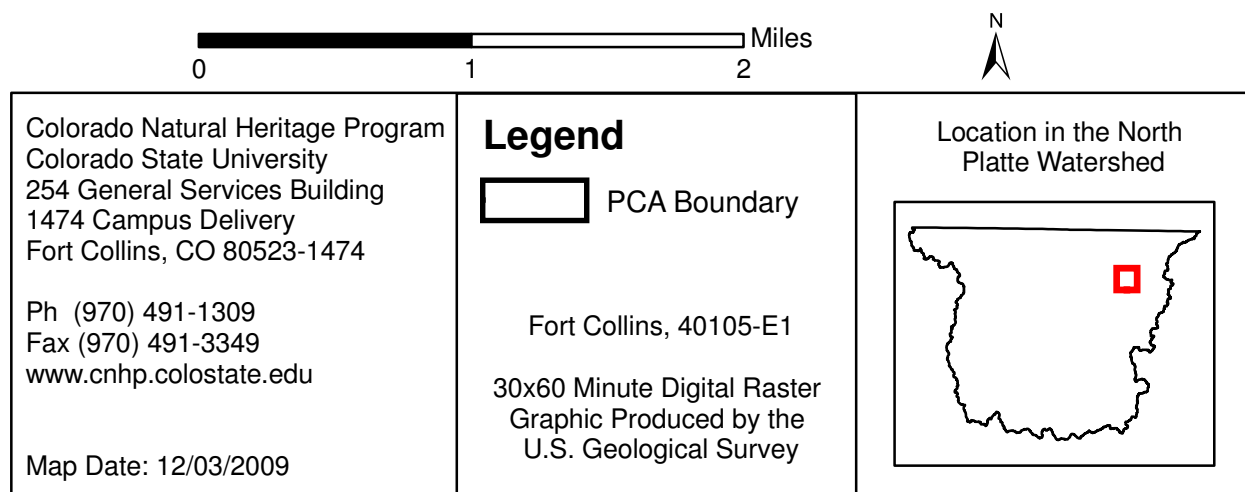 Miles
0 1 2
N
Colorado Natural Heritage Program
Colorado State University
254 General Services Building
1474 Campus Delivery
Fort Collins, CO 80523-1474
Ph (970) 491-1309
Fax (970) 491-3349
www.cnhp.colostate.edu
Map Date: 12/03/2009
Legend
PCA Boundary
Fort Collins, 40105-E1
30x60 Minute Digital Raster
Graphic Produced by the
U.S. Geological Survey
Location in the North
Platte Watershed